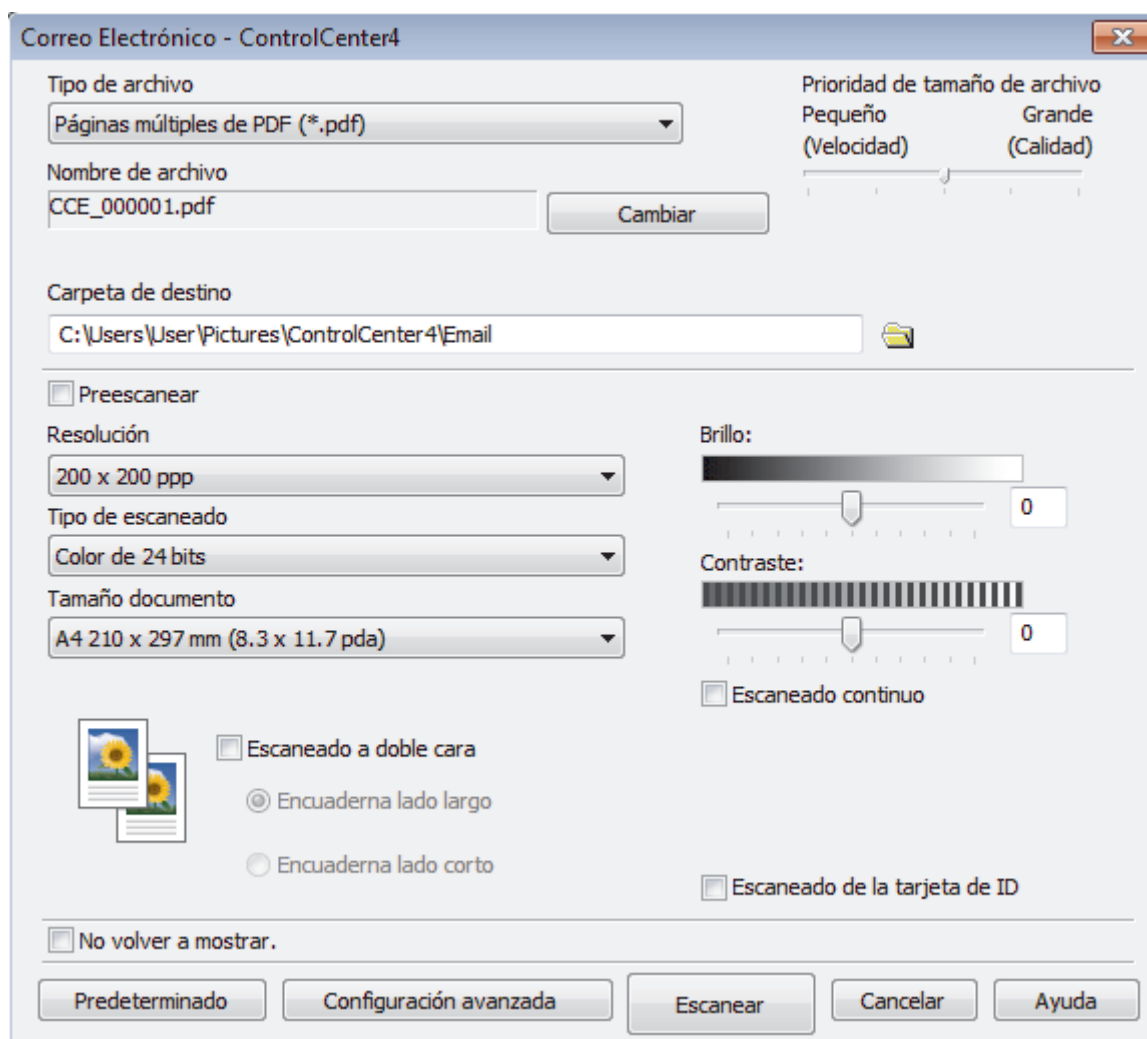 Correo Electrónico - ControlCenter4
Tipo de archivo
Páginas múltiples de PDF (*.pdf)
Prioridad de tamaño de archivo
Pequeño Grande
(Velocidad) (Calidad)
Nombre de archivo
CCE_000001.pdf
Cambiar
Carpeta de destino
C:\Users\User\Pictures\ControlCenter4\Email
Preescanear
Resolución
200 x 200 ppp
Tipo de escaneado
Color de 24 bits
Tamaño documento
A4 210 x 297 mm (8.3 x 11.7 pda)
Brillo:
0
Contraste:
0
Escaneado continuo
Escaneado a doble cara
Encuaderna lado largo
Encuaderna lado corto
Escaneado de la tarjeta de ID
No volver a mostrar.
Predeterminado
Configuración avanzada
Escanear
Cancelar
Ayuda